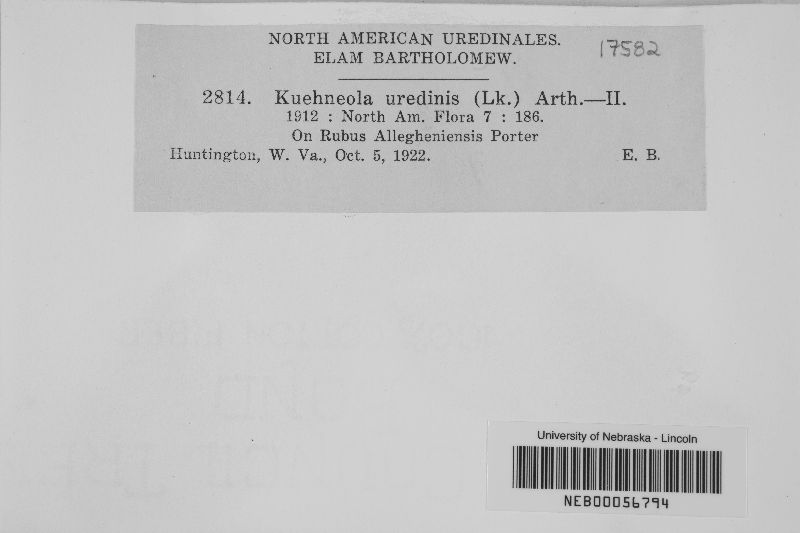 NORTH AMERICAN UREDINALES.
17582
ELAM BARTHOLOMEW.
2814. Kuehneola uredinis (Lk.) Arth.—II.
1912 : North Am. Flora 7 : 186.
On Rubus Allegheniensis Porter
Huntington, W. Va., Oct. 5, 1922. E. B.
University of Nebraska - Lincoln
NEB00056794